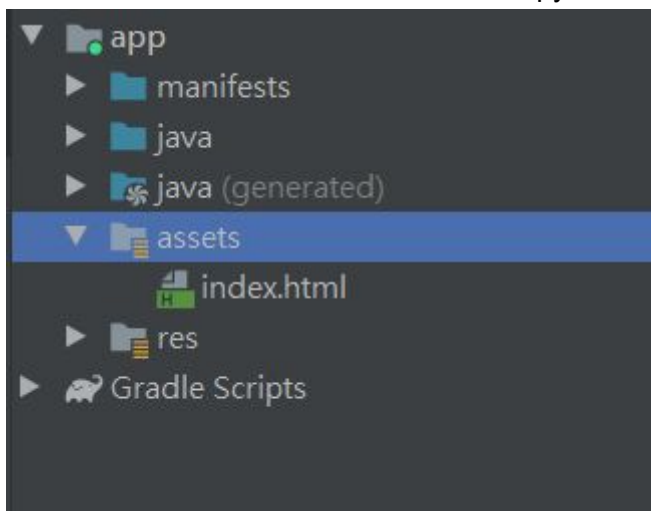 app
manifests
java
java (generated)
assets
index.html
res
Gradle Scripts